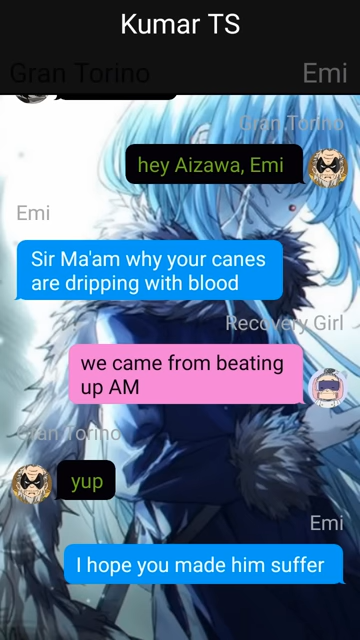 Kumar TS
Gran Torino
Emi
Gran Torino
hey Aizawa, Emi
Emi
Sir Ma'am why your canes
are dripping with blood
Recovery Girl
we came from beating
up AM
Gran Torino
yup
Emi
I hope you made him suffer